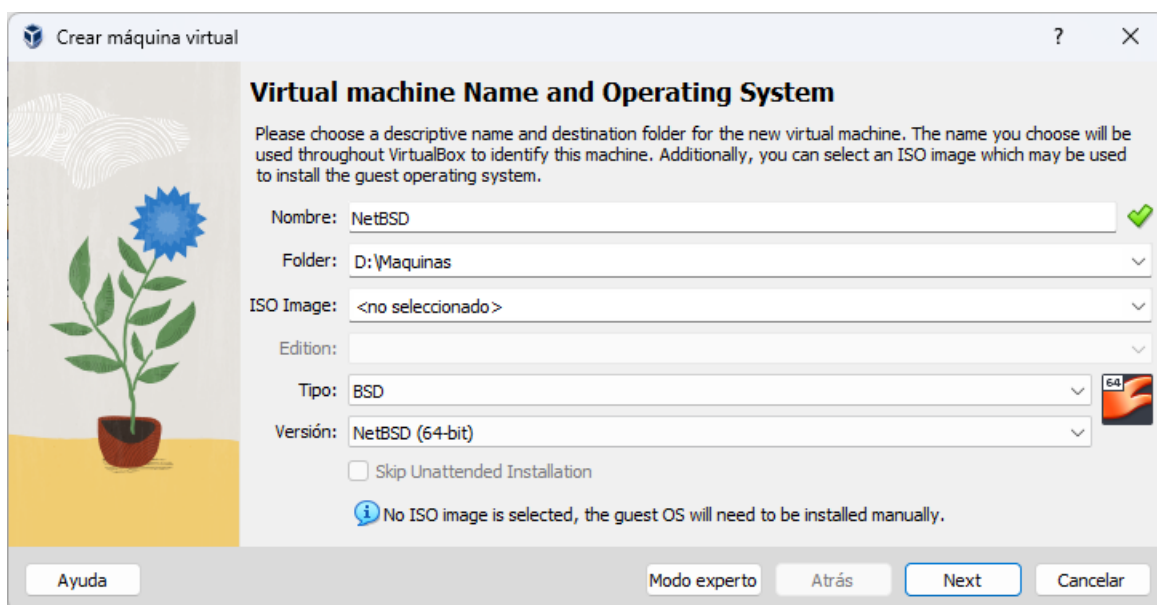 Crear máquina virtual
?
Virtual machine Name and Operating System
Please choose a descriptive name and destination folder for the new virtual machine. The name you choose will be
used throughout VirtualBox to identify this machine. Additionally, you can select an ISO image which may be used
to install the guest operating system.
Nombre: NetBSD
Folder: D:\Maquinas
ISO Image: <no seleccionado>
Edition:
Tipo: BSD
64
Versión: NetBSD (64-bit)
Skip Unattended Installation
No ISO image is selected, the guest OS will need to be installed manually.
Ayuda Modo experto Atrás Next Cancelar